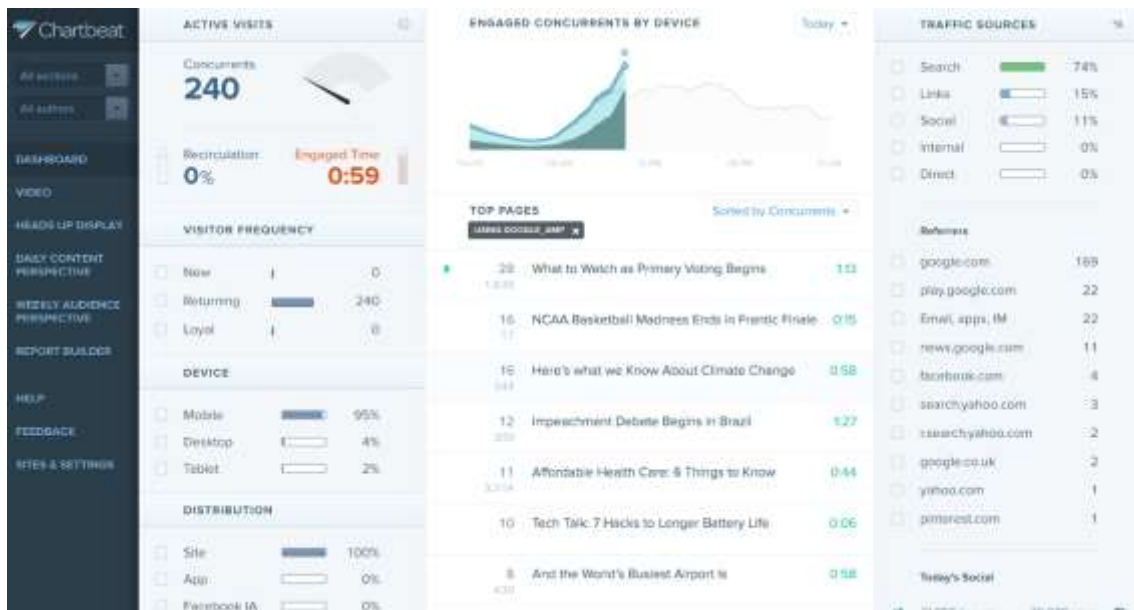 Chartbeat
All sections
All authors
DASHBOARD
VIDEO
HEADS UP DISPLAY
DAILY CONTENT
PERSPECTIVE
WEEKLY AUDIENCE
PERSPECTIVE
REPORT BUILDER
HELP
FEEDBACK
SITES & SETTINGS
ACTIVE VISITS
Concurrents
240
Recirculation
0%
Engaged Time
0:59
VISITOR FREQUENCY
New 0
Returning 240
Loyal 0
DEVICE
Mobile 95%
Desktop 4%
Tablet 2%
DISTRIBUTION
Site 100%
App 0%
Facebook IA 0%
ENGAGED CONCURRENTS BY DEVICE
Today
TOP PAGES
Sorted by Concurrents
USING GOOGLE_AMP x
28 What to Watch as Primary Voting Begins 1:13
16 NCAA Basketball Madness Ends in Frantic Finale 0:15
16 Here's what we Know About Climate Change 0:58
12 Impeachment Debate Begins in Brazil 1:27
11 Affordable Health Care: 6 Things to Know 0:44
10 Tech Talk: 7 Hacks to Longer Battery Life 0:06
8 And the World's Busiest Airport Is 0:58
TRAFFIC SOURCES
Search 74%
Links 15%
Social 11%
Internal 0%
Direct 0%
Referrers
google.com 169
play.google.com 22
Email, apps, IM 22
news.google.com 11
facebook.com 4
search.yahoo.com 3
r.search.yahoo.com 2
google.co.uk 2
yahoo.com 1
pinterest.com 1
Today's Social